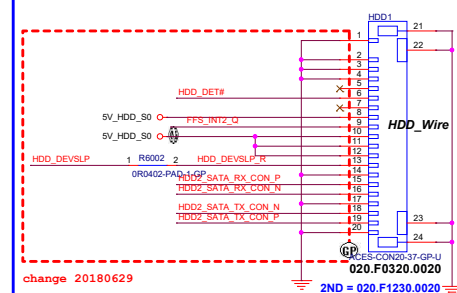 HDD1
21
1
22
2
3
4
5
HDD_DET#
6
7
5V_HDD_S0
8
FFS_INT2_Q
9
HDD_Wire
5V_HDD_S0
10
11
12
HDD_DEVSLP 1 R6002 2 HDD_DEVSLP_R
13
0R0402-PAD-1-GP
14
HDD2_SATA_RX_CON_P
15
HDD2_SATA_RX_CON_N
16
17
HDD2_SATA_TX_CON_N
18
HDD2_SATA_TX_CON_P
19
23
20
24
GP
ACES-CON20-37-GP-U
020.F0320.0020
change 20180629
2ND = 020.F1230.0020